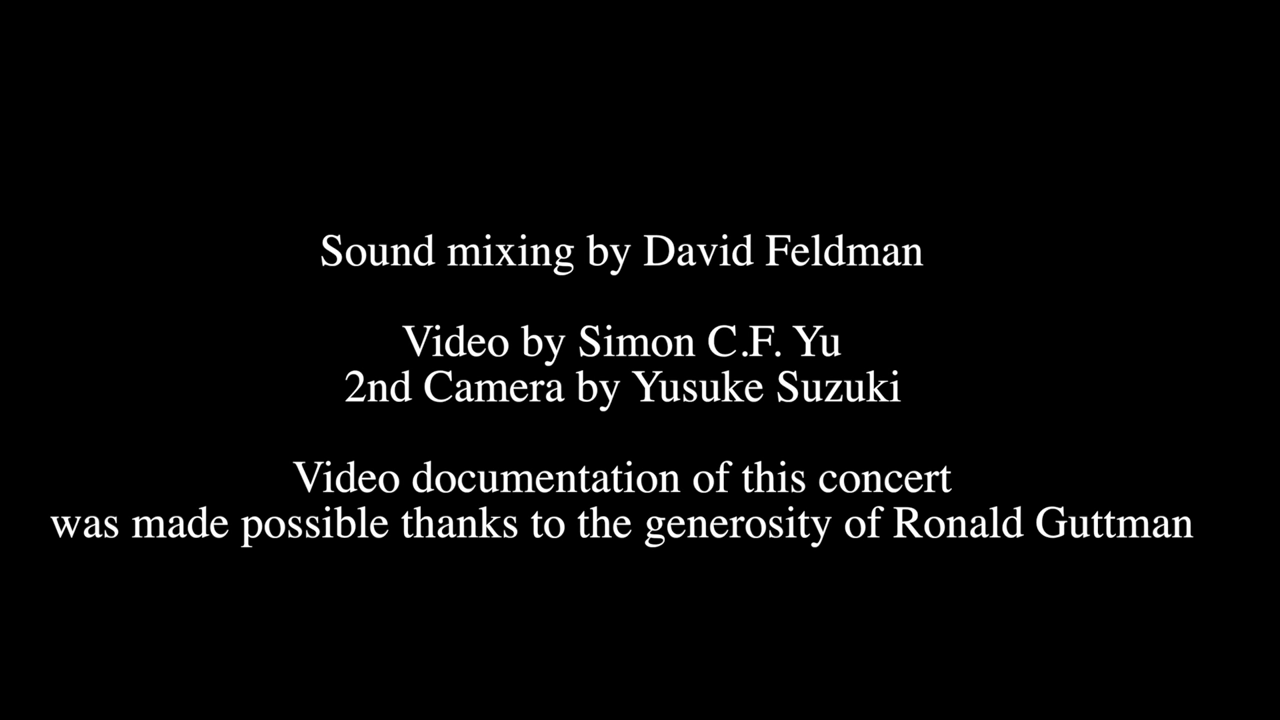 Sound mixing by David Feldman
Video by Simon C.F. Yu
2nd Camera by Yusuke Suzuki
Video documentation of this concert
was made possible thanks to the generosity of Ronald Guttman